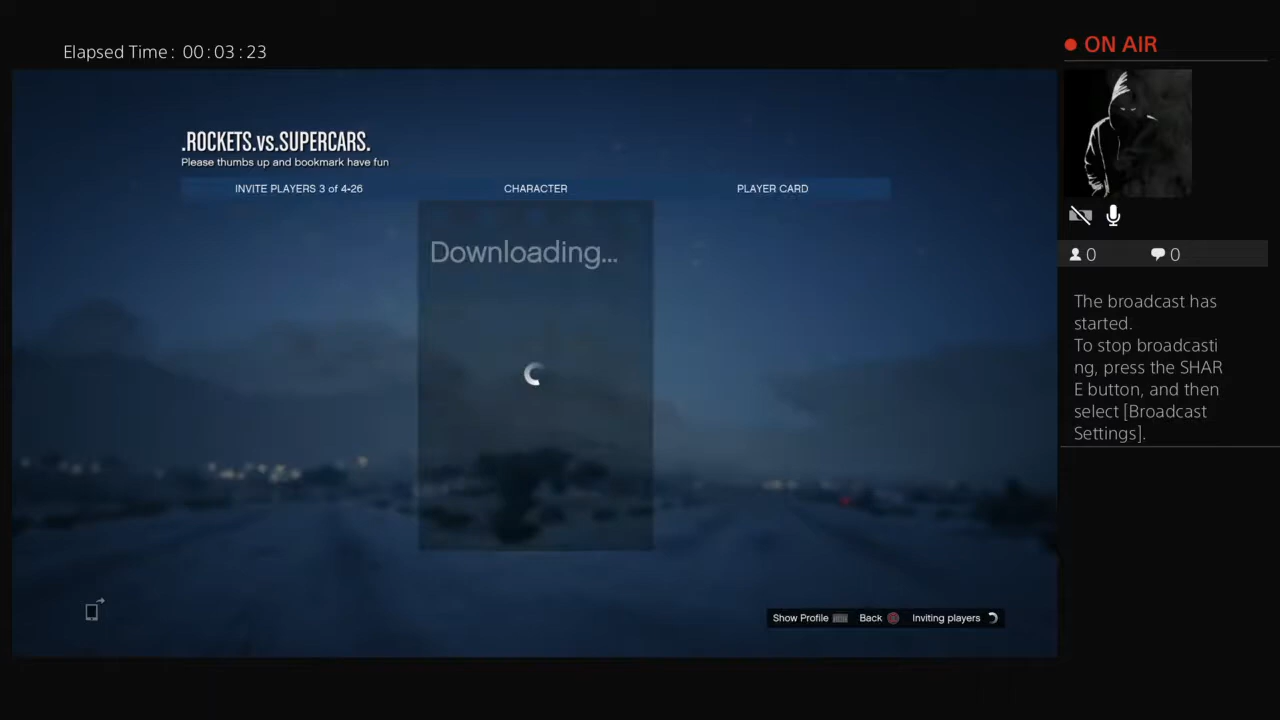 Elapsed Time: 00:03:23
ON AIR
.ROCKETS.vs.SUPERCARS.
Please thumbs up and bookmark have fun
INVITE PLAYERS 3 of 4-26
CHARACTER
PLAYER CARD
Downloading...
0
0
The broadcast has
started.
To stop broadcasti
ng, press the SHAR
E button, and then
select [Broadcast
Settings].
Show Profile
Back
Inviting players